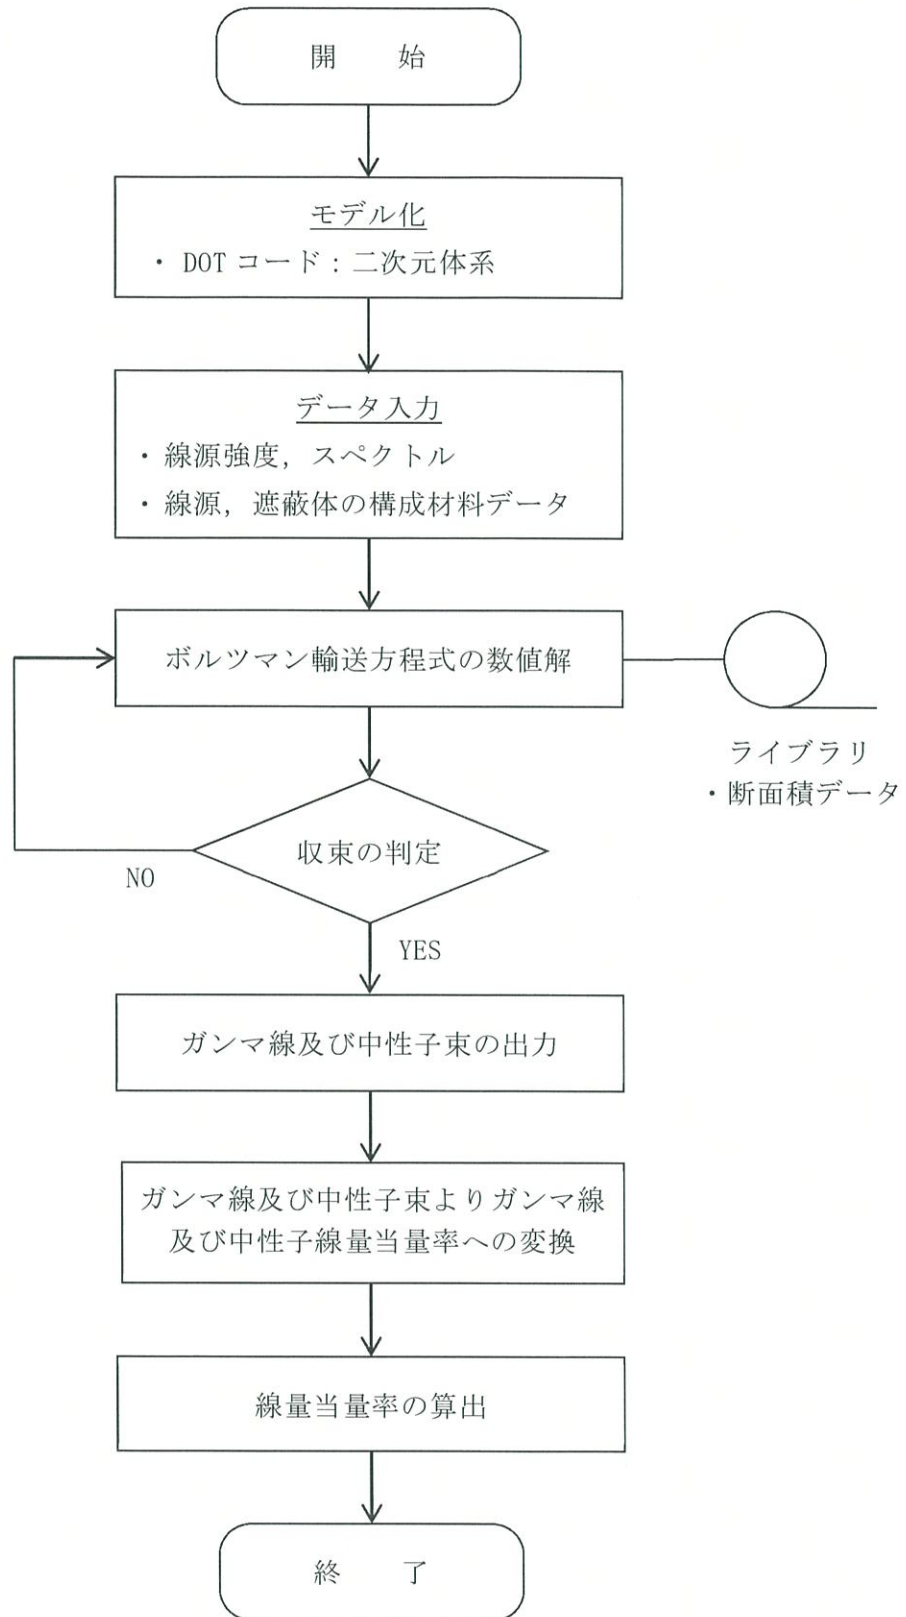 開　始
モデル化
・ DOT コード : 二次元体系
データ入力
・ 線源強度, スペクトル
・ 線源, 遮蔽体の構成材料データ
ボルツマン輸送方程式の数値解
ライブラリ
・断面積データ
収束の判定
NO
YES
ガンマ線及び中性子束の出力
ガンマ線及び中性子束よりガンマ線
及び中性子線量当量率への変換
線量当量率の算出
終　了